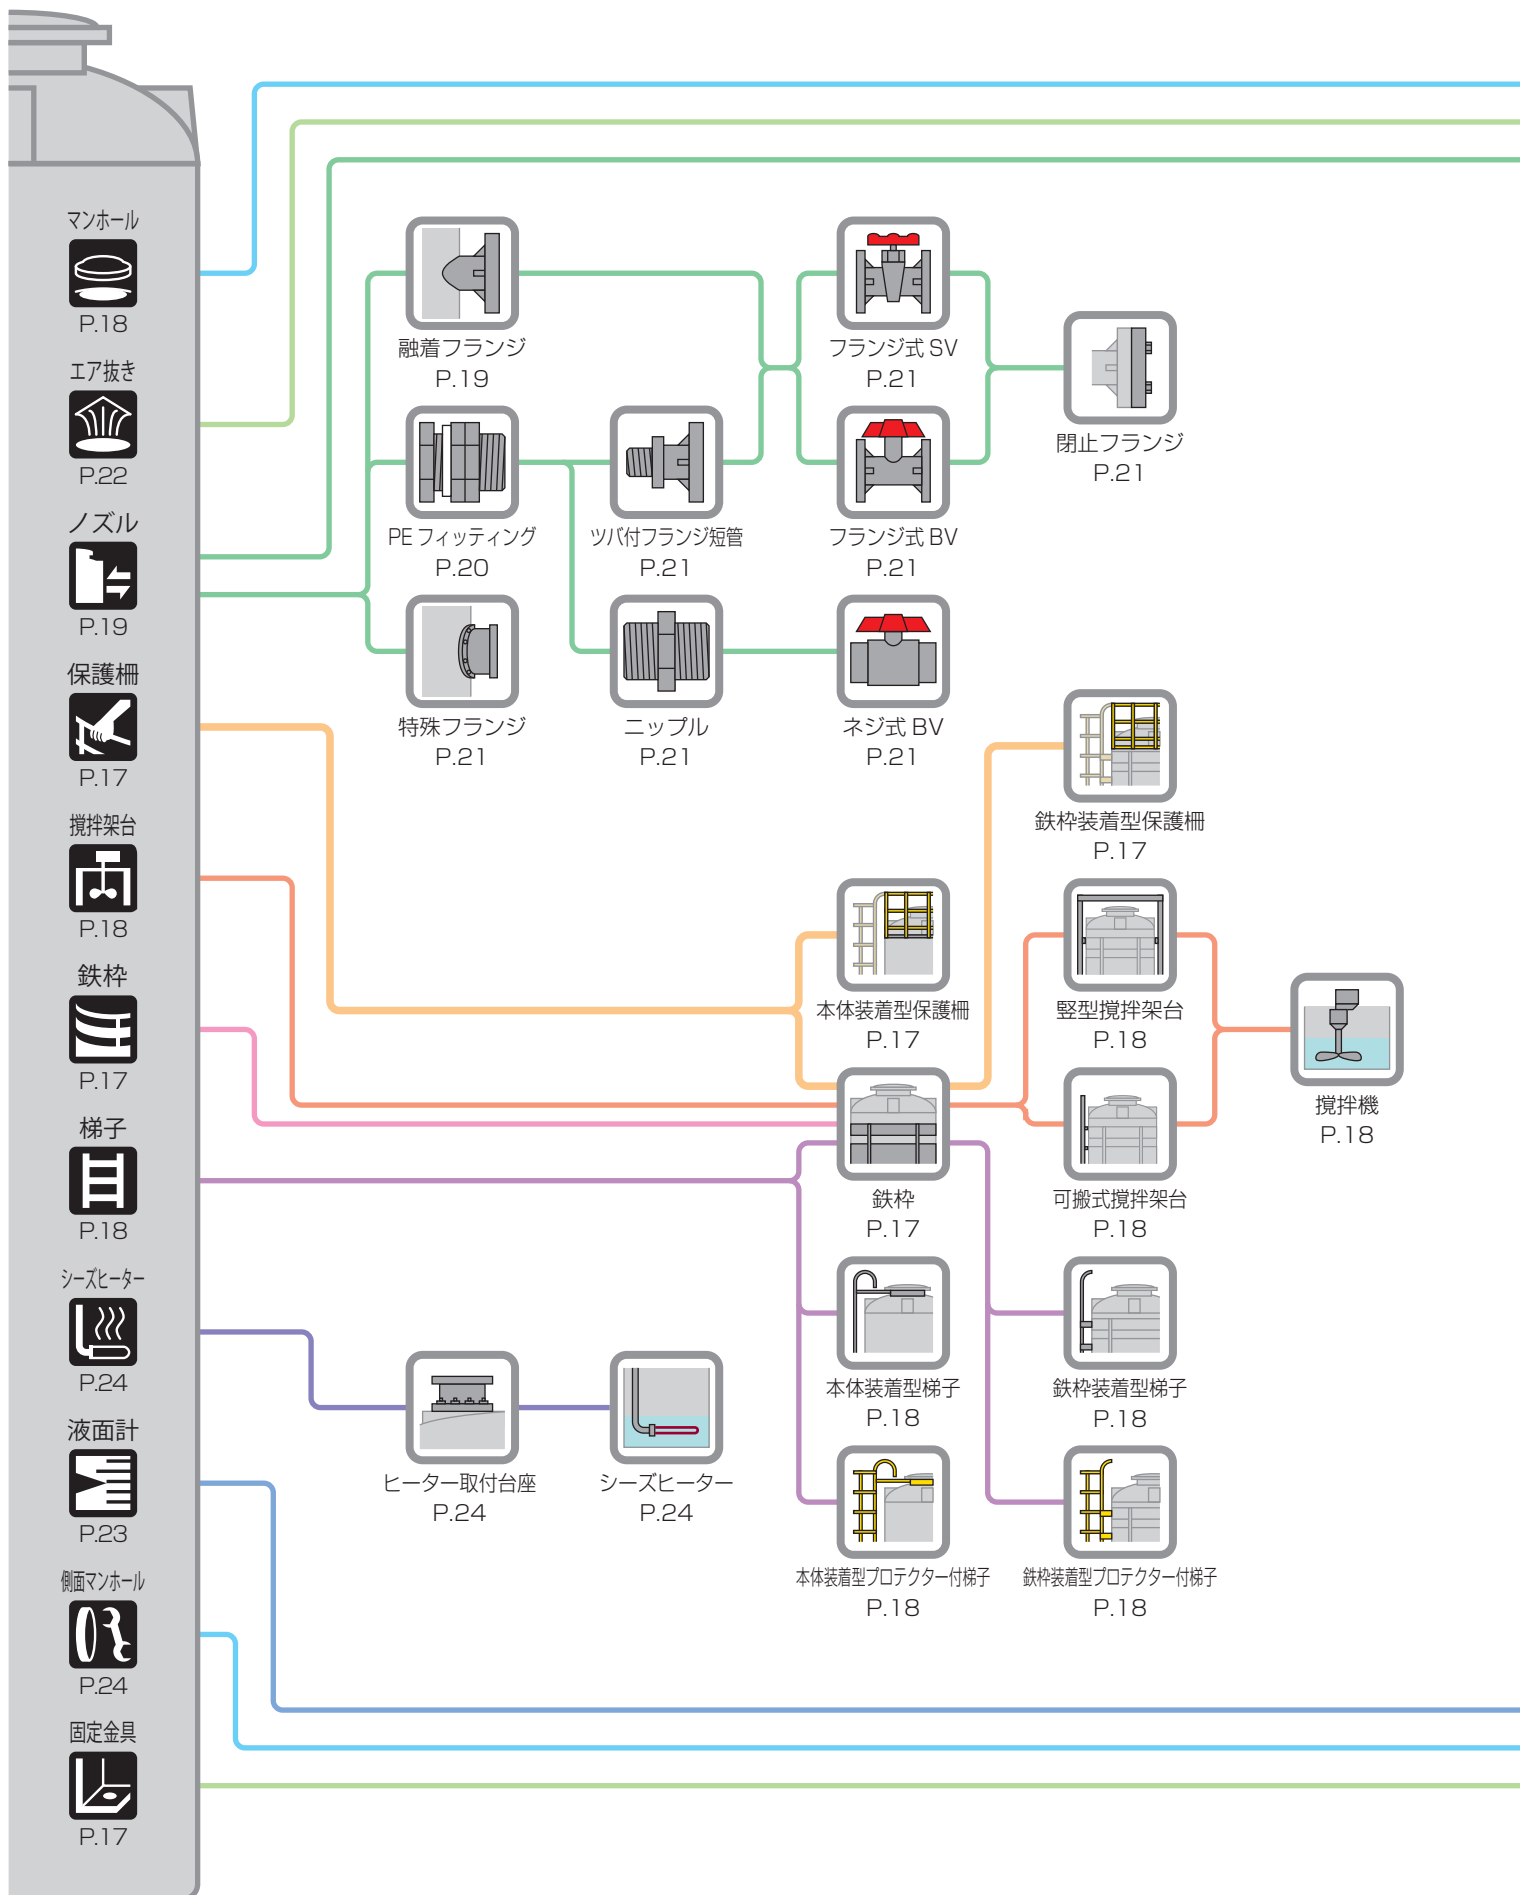 マンホール
P.18
エア抜き
P.22
ノズル
P.19
保護柵
P.17
撹拌架台
P.18
鉄枠
P.17
梯子
P.18
シーズヒーター
P.24
液面計
P.23
側面マンホール
P.24
固定金具
P.17
融着フランジ
P.19
フランジ式 SV
P.21
閉止フランジ
P.21
PE フィッティング
P.20
ツバ付フランジ短管
P.21
フランジ式 BV
P.21
特殊フランジ
P.21
ニップル
P.21
ネジ式 BV
P.21
鉄枠装着型保護柵
P.17
本体装着型保護柵
P.17
竪型撹拌架台
P.18
撹拌機
P.18
鉄枠
P.17
可搬式撹拌架台
P.18
本体装着型梯子
P.18
鉄枠装着型梯子
P.18
ヒーター取付台座
P.24
シーズヒーター
P.24
本体装着型プロテクター付梯子
P.18
鉄枠装着型プロテクター付梯子
P.18